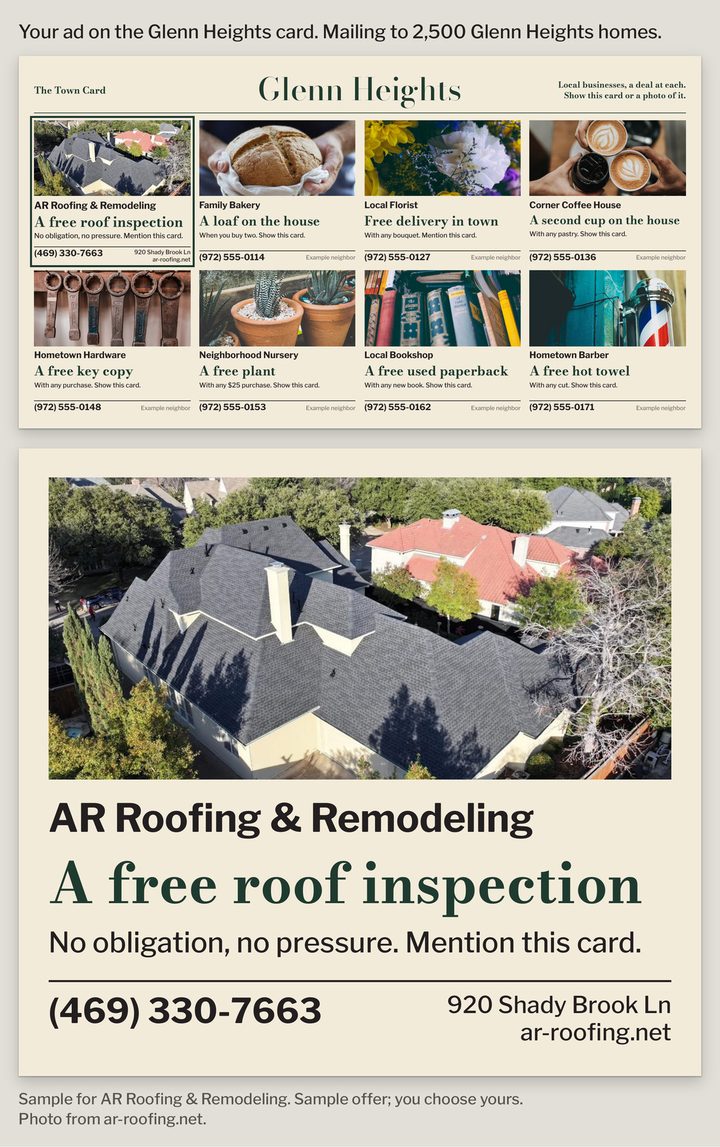 Your ad on the Glenn Heights card. Mailing to 2,500 Glenn Heights homes.
The Town Card
Glenn Heights
Local businesses, a deal at each.
Show this card or a photo of it.
AR Roofing & Remodeling
A free roof inspection
No obligation, no pressure. Mention this card.
(469) 330-7663
920 Shady Brook Ln
ar-roofing.net
Family Bakery
A loaf on the house
When you buy two. Show this card.
(972) 555-0114
Example neighbor
Local Florist
Free delivery in town
With any bouquet. Mention this card.
(972) 555-0127
Example neighbor
Corner Coffee House
A second cup on the house
With any pastry. Show this card.
(972) 555-0136
Example neighbor
Hometown Hardware
A free key copy
With any purchase. Show this card.
(972) 555-0148
Example neighbor
Neighborhood Nursery
A free plant
With any $25 purchase. Show this card.
(972) 555-0153
Example neighbor
Local Bookshop
A free used paperback
With any new book. Show this card.
(972) 555-0162
Example neighbor
Hometown Barber
A free hot towel
With any cut. Show this card.
(972) 555-0171
Example neighbor
AR Roofing & Remodeling
A free roof inspection
No obligation, no pressure. Mention this card.
(469) 330-7663
920 Shady Brook Ln
ar-roofing.net
Sample for AR Roofing & Remodeling. Sample offer; you choose yours.
Photo from ar-roofing.net.